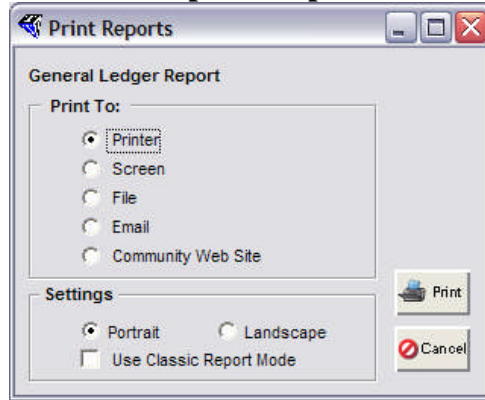 Print Reports
General Ledger Report
Print To:
Printer
Screen
File
Email
Community Web Site
Settings
Portrait Landscape
Use Classic Report Mode
Print
Cancel